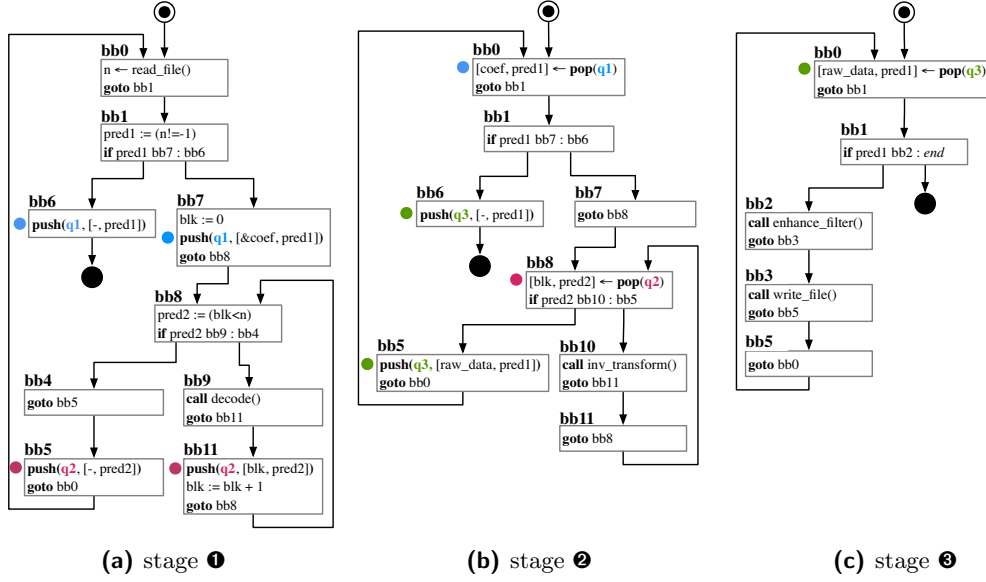 bb0
n ← read_file()
goto bb1
bb1
pred1 := (n!=-1)
if pred1 bb7 : bb6
bb6
push(q1, [-, pred1])
bb7
blk := 0
push(q1, [&coef, pred1])
goto bb8
bb8
pred2 := (blk<n)
if pred2 bb9 : bb4
bb4
goto bb5
bb9
call decode()
goto bb11
bb5
push(q2, [-, pred2])
goto bb0
bb11
push(q2, [blk, pred2])
blk := blk + 1
goto bb8
(a) stage ❶
bb0
[coef, pred1] ← pop(q1)
goto bb1
bb1
if pred1 bb7 : bb6
bb6
push(q3, [-, pred1])
bb7
goto bb8
bb8
[blk, pred2] ← pop(q2)
if pred2 bb10 : bb5
bb5
push(q3, [raw_data, pred1])
goto bb0
bb10
call inv_transform()
goto bb11
bb11
goto bb8
(b) stage ❷
bb0
[raw_data, pred1] ← pop(q3)
goto bb1
bb1
if pred1 bb2 : end
bb2
call enhance_filter()
goto bb3
bb3
call write_file()
goto bb5
bb5
goto bb0
(c) stage ❸